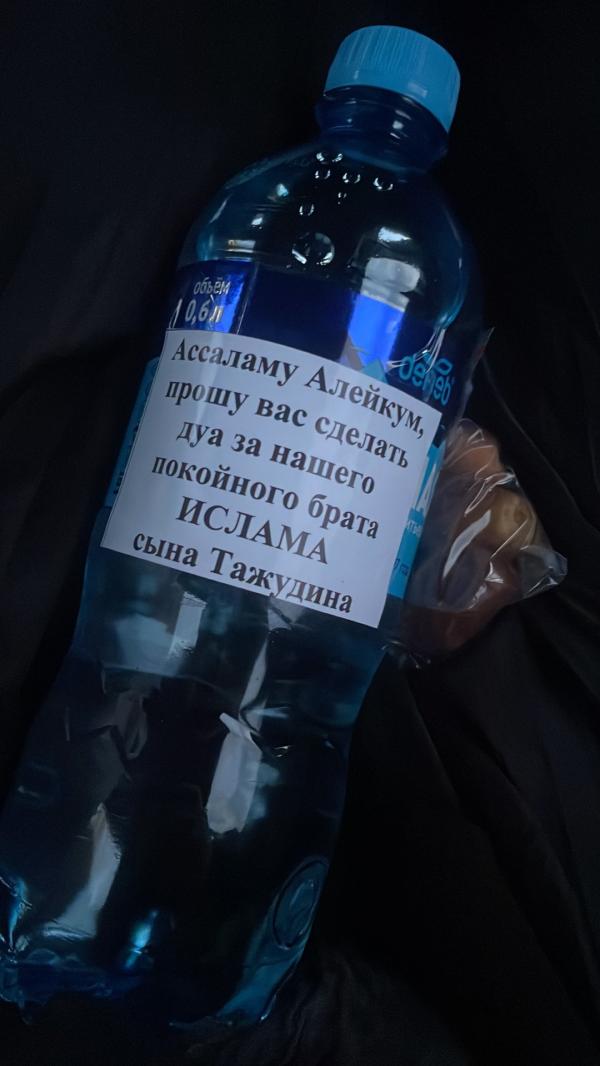 объём
0,6 л
Ассаламу Алейкум,
прошу вас сделать
дуа за нашего
покойного брата
ИСЛАМА
сына Тажудина